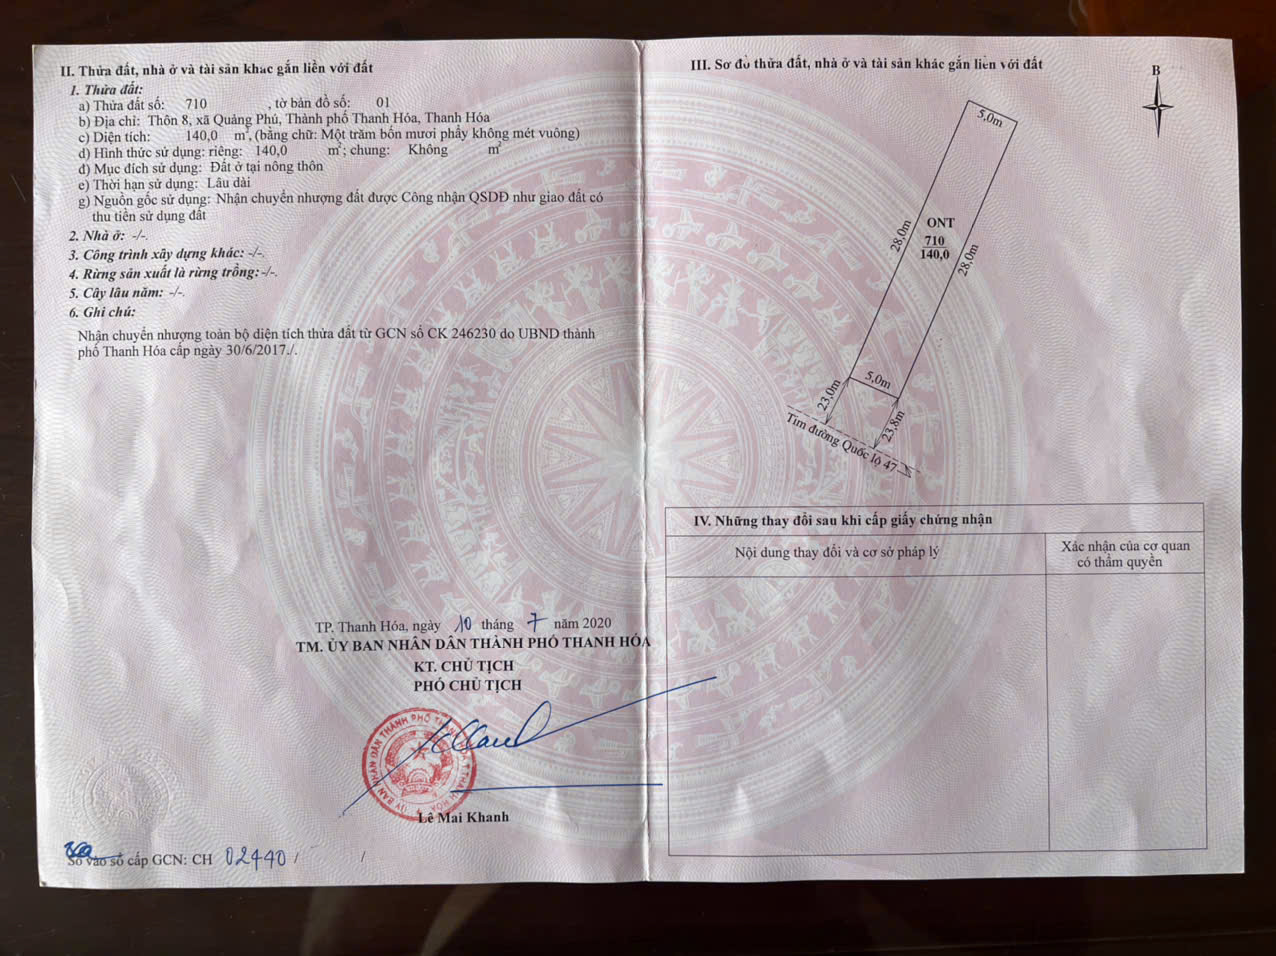 II. Thửa đất, nhà ở và tài sản khác gắn liền với đất
1. Thửa đất:
a) Thửa đất số: 710 , tờ bản đồ số: 01
b) Địa chỉ: Thôn 8, xã Quảng Phú, Thành phố Thanh Hóa, Thanh Hóa
c) Diện tích: 140,0 m², (bằng chữ: Một trăm bốn mươi phẩy không mét vuông)
d) Hình thức sử dụng: riêng: 140,0 m²; chung: Không m²
đ) Mục đích sử dụng: Đất ở tại nông thôn
e) Thời hạn sử dụng: Lâu dài
g) Nguồn gốc sử dụng: Nhận chuyển nhượng đất được Công nhận QSDĐ như giao đất có
thu tiền sử dụng đất
2. Nhà ở: -/-.
3. Công trình xây dựng khác: -/-.
4. Rừng sản xuất là rừng trồng:-/-.
5. Cây lâu năm: -/-.
6. Ghi chú:
Nhận chuyển nhượng toàn bộ diện tích thửa đất từ GCN số CK 246230 do UBND thành
phố Thanh Hóa cấp ngày 30/6/2017./.
TP. Thanh Hóa, ngày 10 tháng 7 năm 2020
TM. ỦY BAN NHÂN DÂN THÀNH PHỐ THANH HÓA
KT. CHỦ TỊCH
PHÓ CHỦ TỊCH
Lê Mai Khanh
Số vào sổ cấp GCN: CH 02440 / /
III. Sơ đồ thửa đất, nhà ở và tài sản khác gắn liền với đất
B
5,0m
28,0m
ONT
710
140,0
28,0m
5,0m
23,0m
23,8m
Tim đường Quốc lộ 47
IV. Những thay đổi sau khi cấp giấy chứng nhận
Nội dung thay đổi và cơ sở pháp lý
Xác nhận của cơ quan
có thẩm quyền